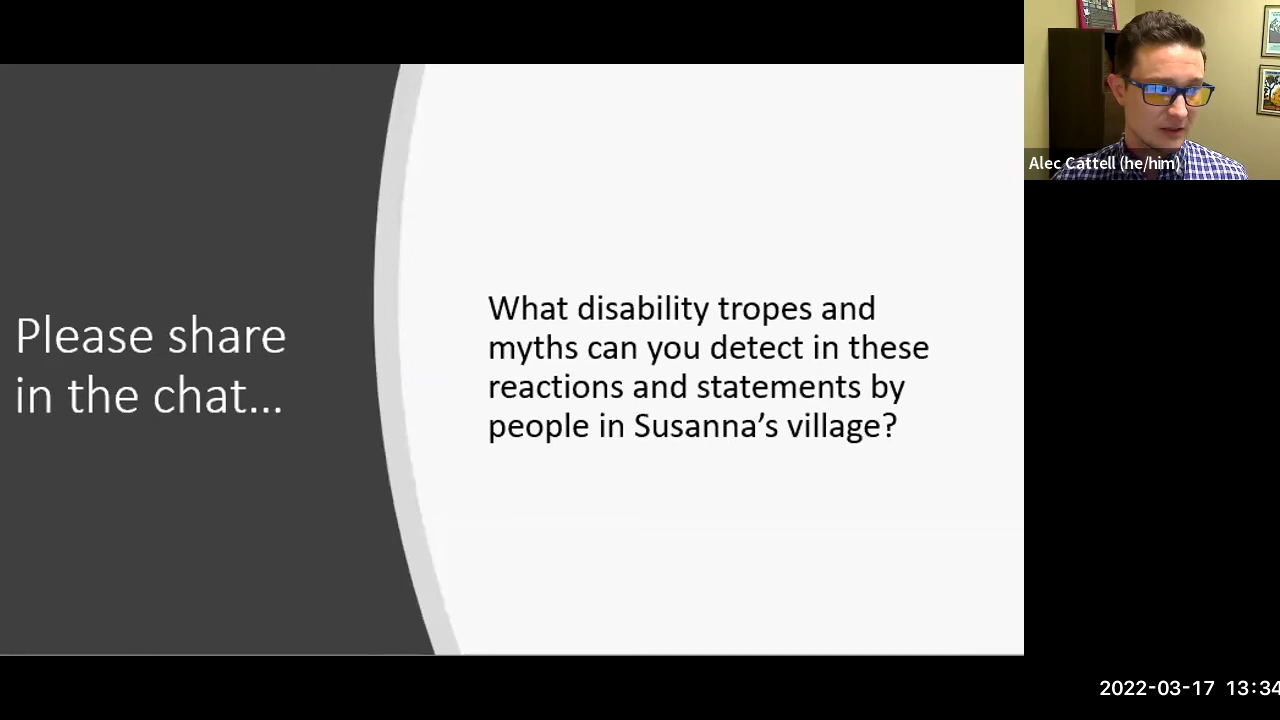 Please share
in the chat...
What disability tropes and
myths can you detect in these
reactions and statements by
people in Susanna’s village?
Alec Cattell (he/him)
2022-03-17 13:34